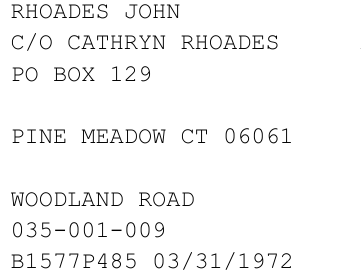 RHOADES JOHN
C/O CATHRYN RHOADES
PO BOX 129
PINE MEADOW CT 06061
WOODLAND ROAD
035-001-009
B1577P485 03/31/1972